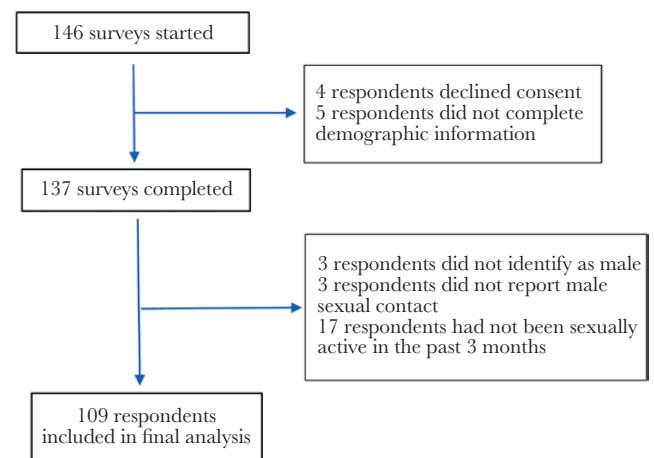 146 surveys started
4 respondents declined consent
5 respondents did not complete
demographic information
137 surveys completed
3 respondents did not identify as male
3 respondents did not report male
sexual contact
17 respondents had not been sexually
active in the past 3 months
109 respondents
included in final analysis